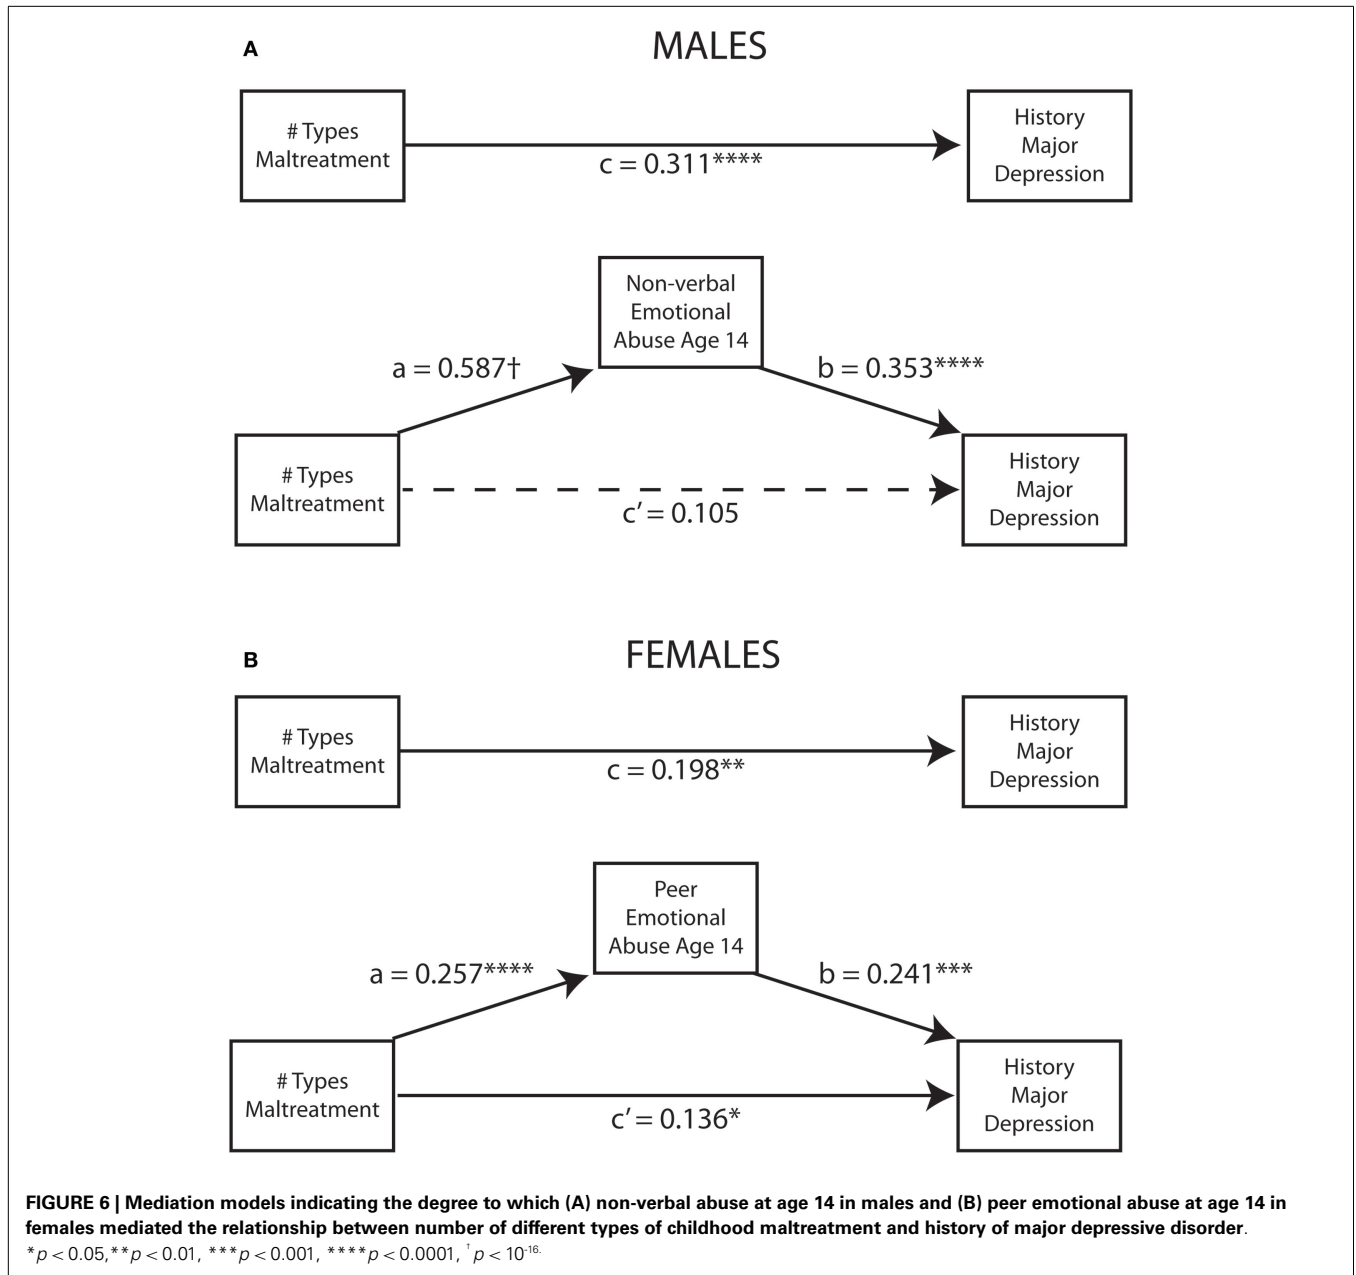 A
MALES
# Types
Maltreatment
c = 0.311****
History
Major
Depression
Non-verbal
Emotional
Abuse Age 14
a = 0.587†
b = 0.353****
# Types
Maltreatment
c′ = 0.105
History
Major
Depression
B
FEMALES
# Types
Maltreatment
c = 0.198**
History
Major
Depression
Peer
Emotional
Abuse Age 14
a = 0.257****
b = 0.241***
# Types
Maltreatment
c′ = 0.136*
History
Major
Depression
FIGURE 6 | Mediation models indicating the degree to which (A) non-verbal abuse at age 14 in males and (B) peer emotional abuse at age 14 in
females mediated the relationship between number of different types of childhood maltreatment and history of major depressive disorder.
*p < 0.05, **p < 0.01, ***p < 0.001, ****p < 0.0001, †p < 10-16.